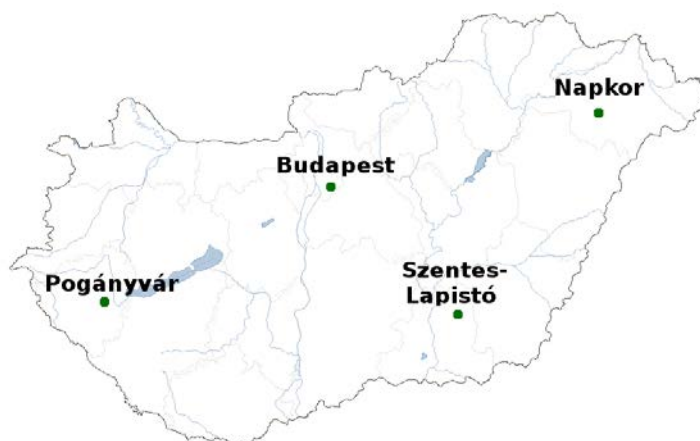 Napkor
Budapest
Szentes-
Lapistó
Pogányvár